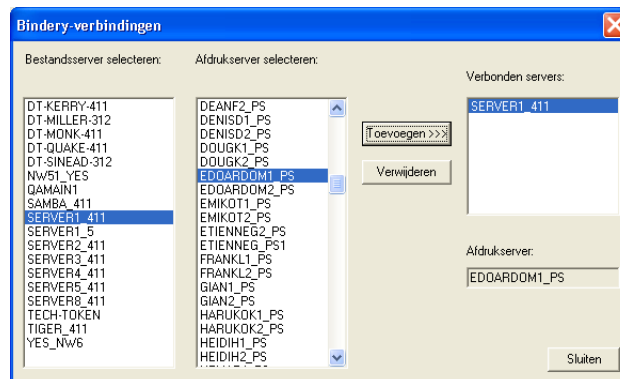 Bindery-verbindingen
Bestandsserver selecteren:
DT-KERRY-411
DT-MILLER-312
DT-MONK-411
DT-QUAKE-411
DT-SINEAD-312
NW51_YES
QAMAIN1
SAMBA_411
SERVER1_411
SERVER1_5
SERVER2_411
SERVER3_411
SERVER4_411
SERVER5_411
SERVER8_411
TECH-TOKEN
TIGER_411
YES_NW6
Afdrukserver selecteren:
DEANF2_PS
DENISD1_PS
DENISD2_PS
DOUGK1_PS
DOUGK2_PS
EDOARDOM1_PS
EDOARDOM2_PS
EMIKOT1_PS
EMIKOT2_PS
ETIENNEG2_PS
ETIENNEG_PS1
FRANKL1_PS
FRANKL2_PS
GIAN1_PS
GIAN2_PS
HARUKOK1_PS
HARUKOK2_PS
HEIDIH1_PS
HEIDIH2_PS
Toevoegen >>>
Verwijderen
Verbonden servers:
SERVER1_411
Afdrukserver:
EDOARDOM1_PS
Sluiten